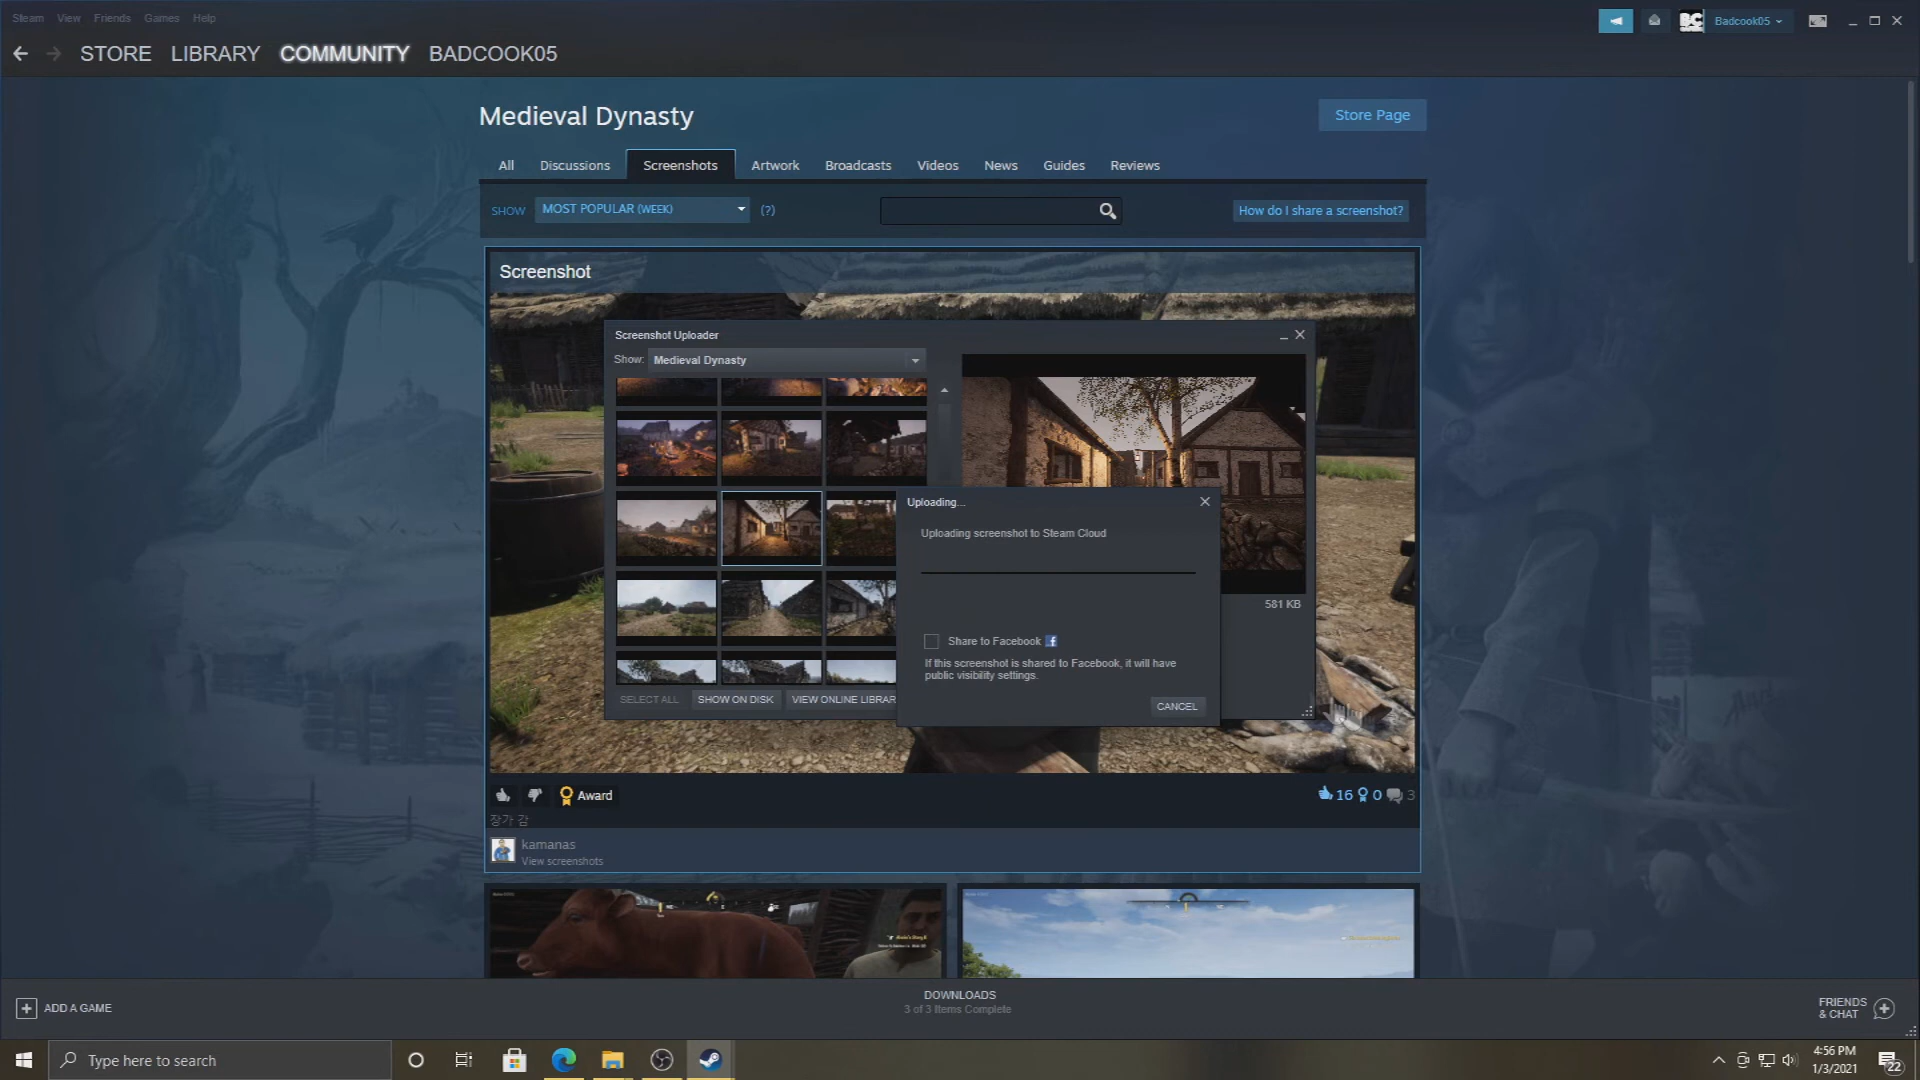 Steam View Friends Games Help
Badcook05
STORE LIBRARY COMMUNITY BADCOOK05
Medieval Dynasty
Store Page
All Discussions Screenshots Artwork Broadcasts Videos News Guides Reviews
SHOW MOST POPULAR (WEEK) (?)
How do I share a screenshot?
Screenshot
Screenshot Uploader
Show: Medieval Dynasty
Uploading...
Uploading screenshot to Steam Cloud
581 KB
Share to Facebook
If this screenshot is shared to Facebook, it will have
public visibility settings.
SELECT ALL SHOW ON DISK VIEW ONLINE LIBRAR
CANCEL
Award
16 0 3
장가 감
kamanas
View screenshots
ADD A GAME
DOWNLOADS
3 of 3 Items Complete
FRIENDS
& CHAT
Type here to search
4:56 PM
1/3/2021
22